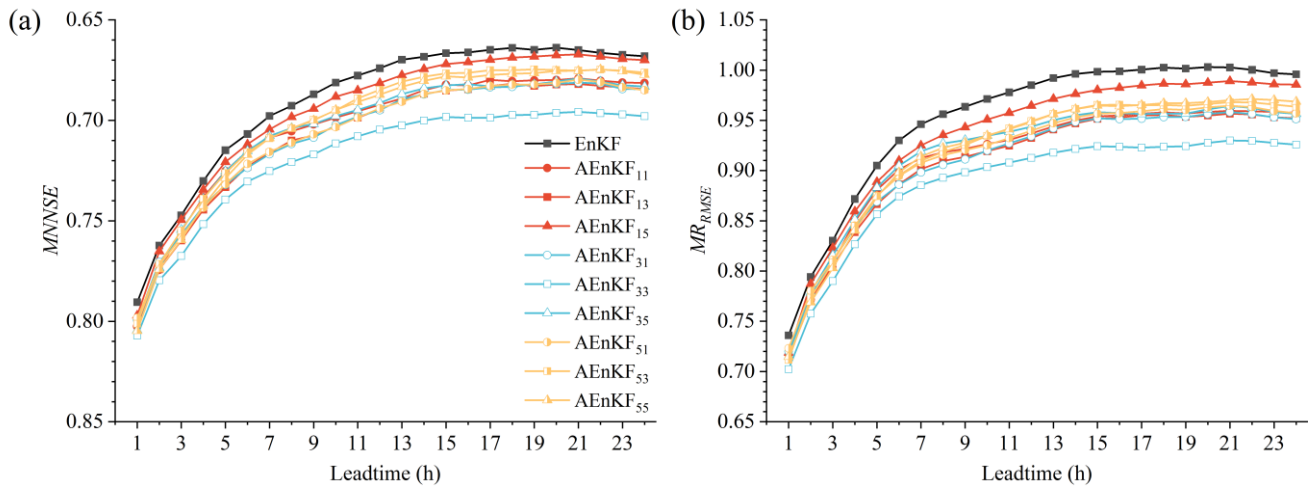 (a)
0.65
0.70
0.75
0.80
0.85
MNNSE
1 3 5 7 9 11 13 15 17 19 21 23
Leadtime (h)
EnKF
AEnKF₁₁
AEnKF₁₃
AEnKF₁₅
AEnKF₃₁
AEnKF₃₃
AEnKF₃₅
AEnKF₅₁
AEnKF₅₃
AEnKF₅₅
(b)
1.05
1.00
0.95
0.90
0.85
0.80
0.75
0.70
0.65
MR_RMSE
1 3 5 7 9 11 13 15 17 19 21 23
Leadtime (h)